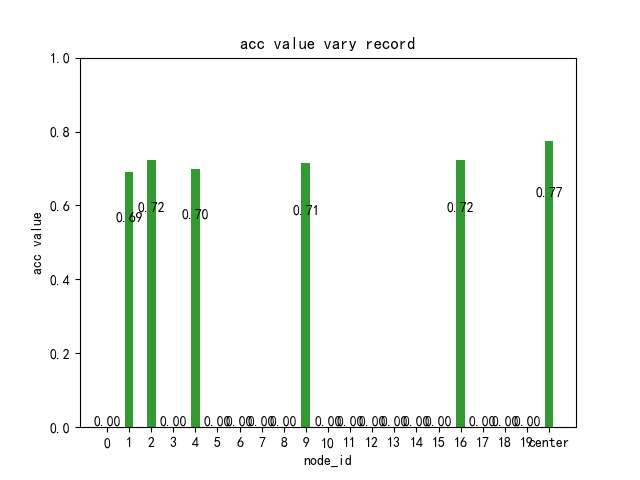 acc value vary record
1.0
0.8
0.6
0.4
0.2
0.0
acc value
0.00 0.69 0.72 0.00 0.70 0.00 0.00 0.00 0.00 0.71 0.00 0.00 0.00 0.00 0.00 0.00 0.72 0.00 0.00 0.00 0.77
0 1 2 3 4 5 6 7 8 9 10 11 12 13 14 15 16 17 18 19 center
node_id